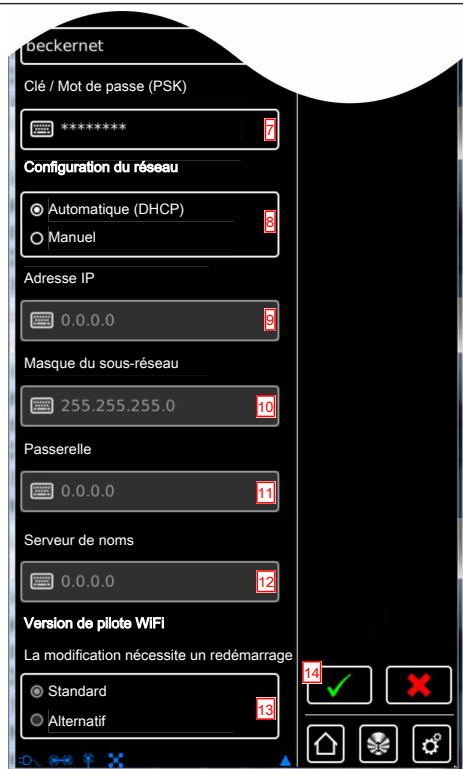 beckernet
Clé / Mot de passe (PSK)
******** 7
Configuration du réseau
Automatique (DHCP)
8
Manuel
Adresse IP
0.0.0.0 9
Masque du sous-réseau
255.255.255.0 10
Passerelle
0.0.0.0 11
Serveur de noms
0.0.0.0 12
Version de pilote WiFi
La modification nécessite un redémarrage
14
Standard
13
Alternatif